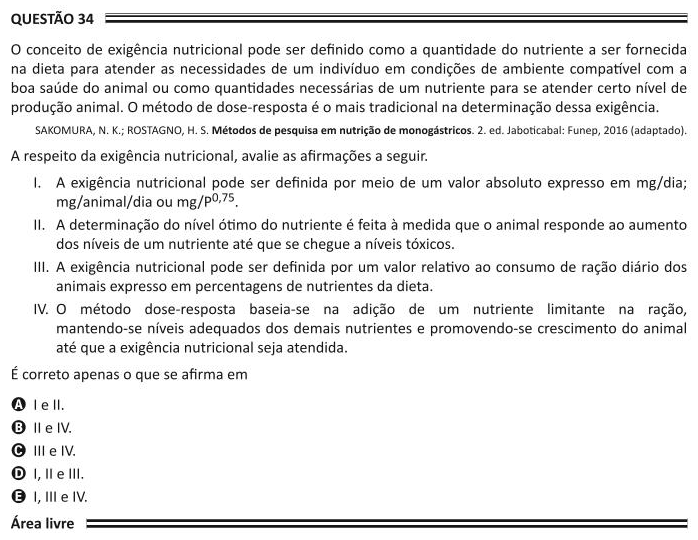 QUESTÃO 34
O conceito de exigência nutricional pode ser definido como a quantidade do nutriente a ser fornecida
na dieta para atender as necessidades de um indivíduo em condições de ambiente compatível com a
boa saúde do animal ou como quantidades necessárias de um nutriente para se atender certo nível de
produção animal. O método de dose-resposta é o mais tradicional na determinação dessa exigência.
SAKOMURA, N. K.; ROSTAGNO, H. S. Métodos de pesquisa em nutrição de monogástricos. 2. ed. Jaboticabal: Funep, 2016 (adaptado).
A respeito da exigência nutricional, avalie as afirmações a seguir.
I. A exigência nutricional pode ser definida por meio de um valor absoluto expresso em mg/dia;
mg/animal/dia ou mg/P^0,75.
II. A determinação do nível ótimo do nutriente é feita à medida que o animal responde ao aumento
dos níveis de um nutriente até que se chegue a níveis tóxicos.
III. A exigência nutricional pode ser definida por um valor relativo ao consumo de ração diário dos
animais expresso em percentagens de nutrientes da dieta.
IV. O método dose-resposta baseia-se na adição de um nutriente limitante na ração,
mantendo-se níveis adequados dos demais nutrientes e promovendo-se crescimento do animal
até que a exigência nutricional seja atendida.
É correto apenas o que se afirma em
A I e II.
B II e IV.
C III e IV.
D I, II e III.
E I, III e IV.
Área livre